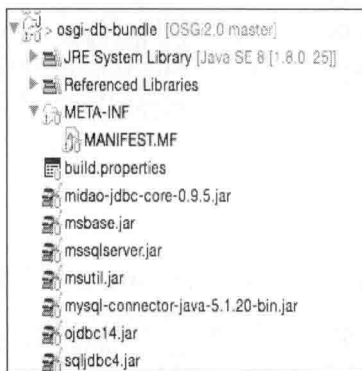 > osgi-db-bundle [OSGi2.0 master]
JRE System Library [Java SE 8 [1.8.0_25]]
Referenced Libraries
META-INF
MANIFEST.MF
build.properties
midao-jdbc-core-0.9.5.jar
msbase.jar
mssqlserver.jar
msutil.jar
mysql-connector-java-5.1.20-bin.jar
ojdbc14.jar
sqljdbc4.jar